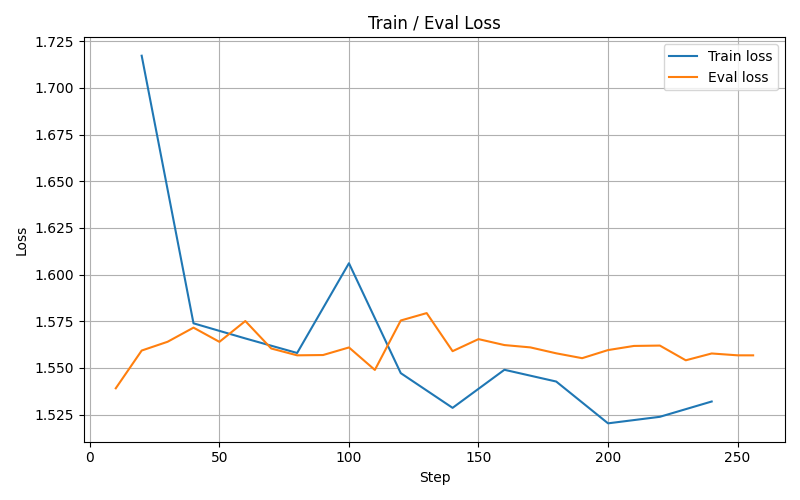 Train / Eval Loss
1.725
1.700
1.675
1.650
1.625
1.600
1.575
1.550
1.525
Loss
Train loss
Eval loss
0 50 100 150 200 250
Step